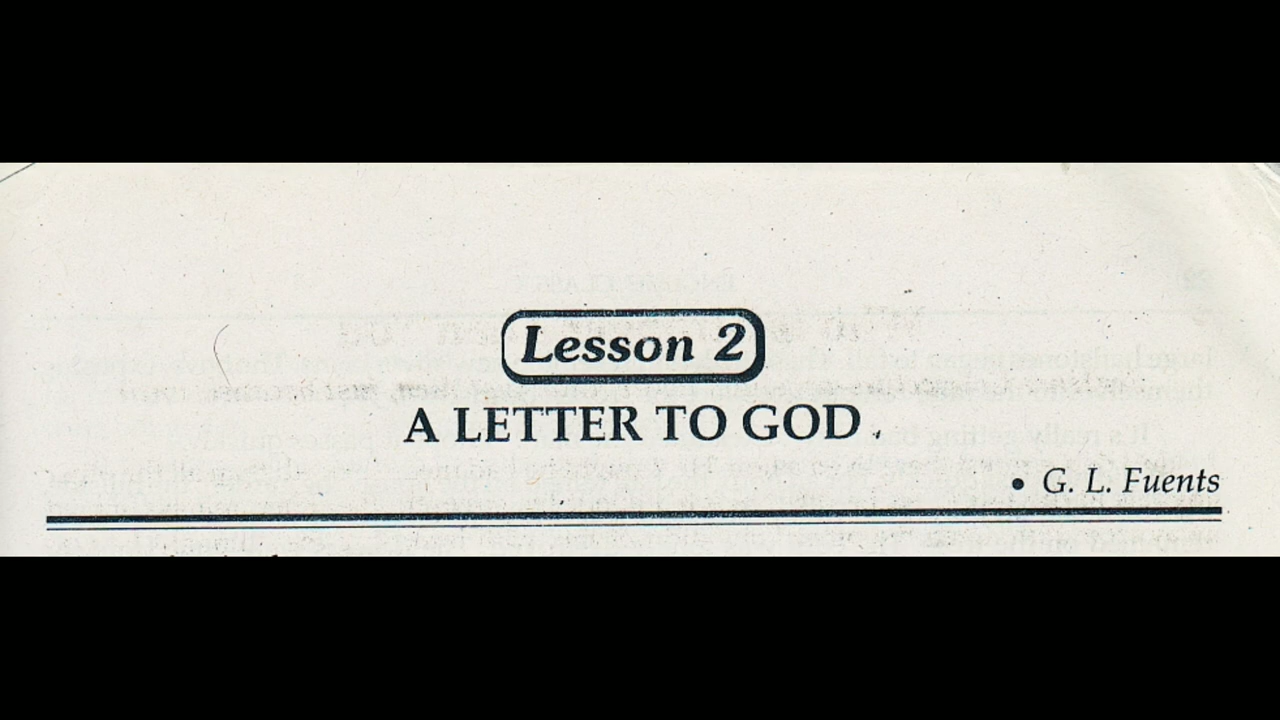 Lesson 2
A LETTER TO GOD
• G. L. Fuents